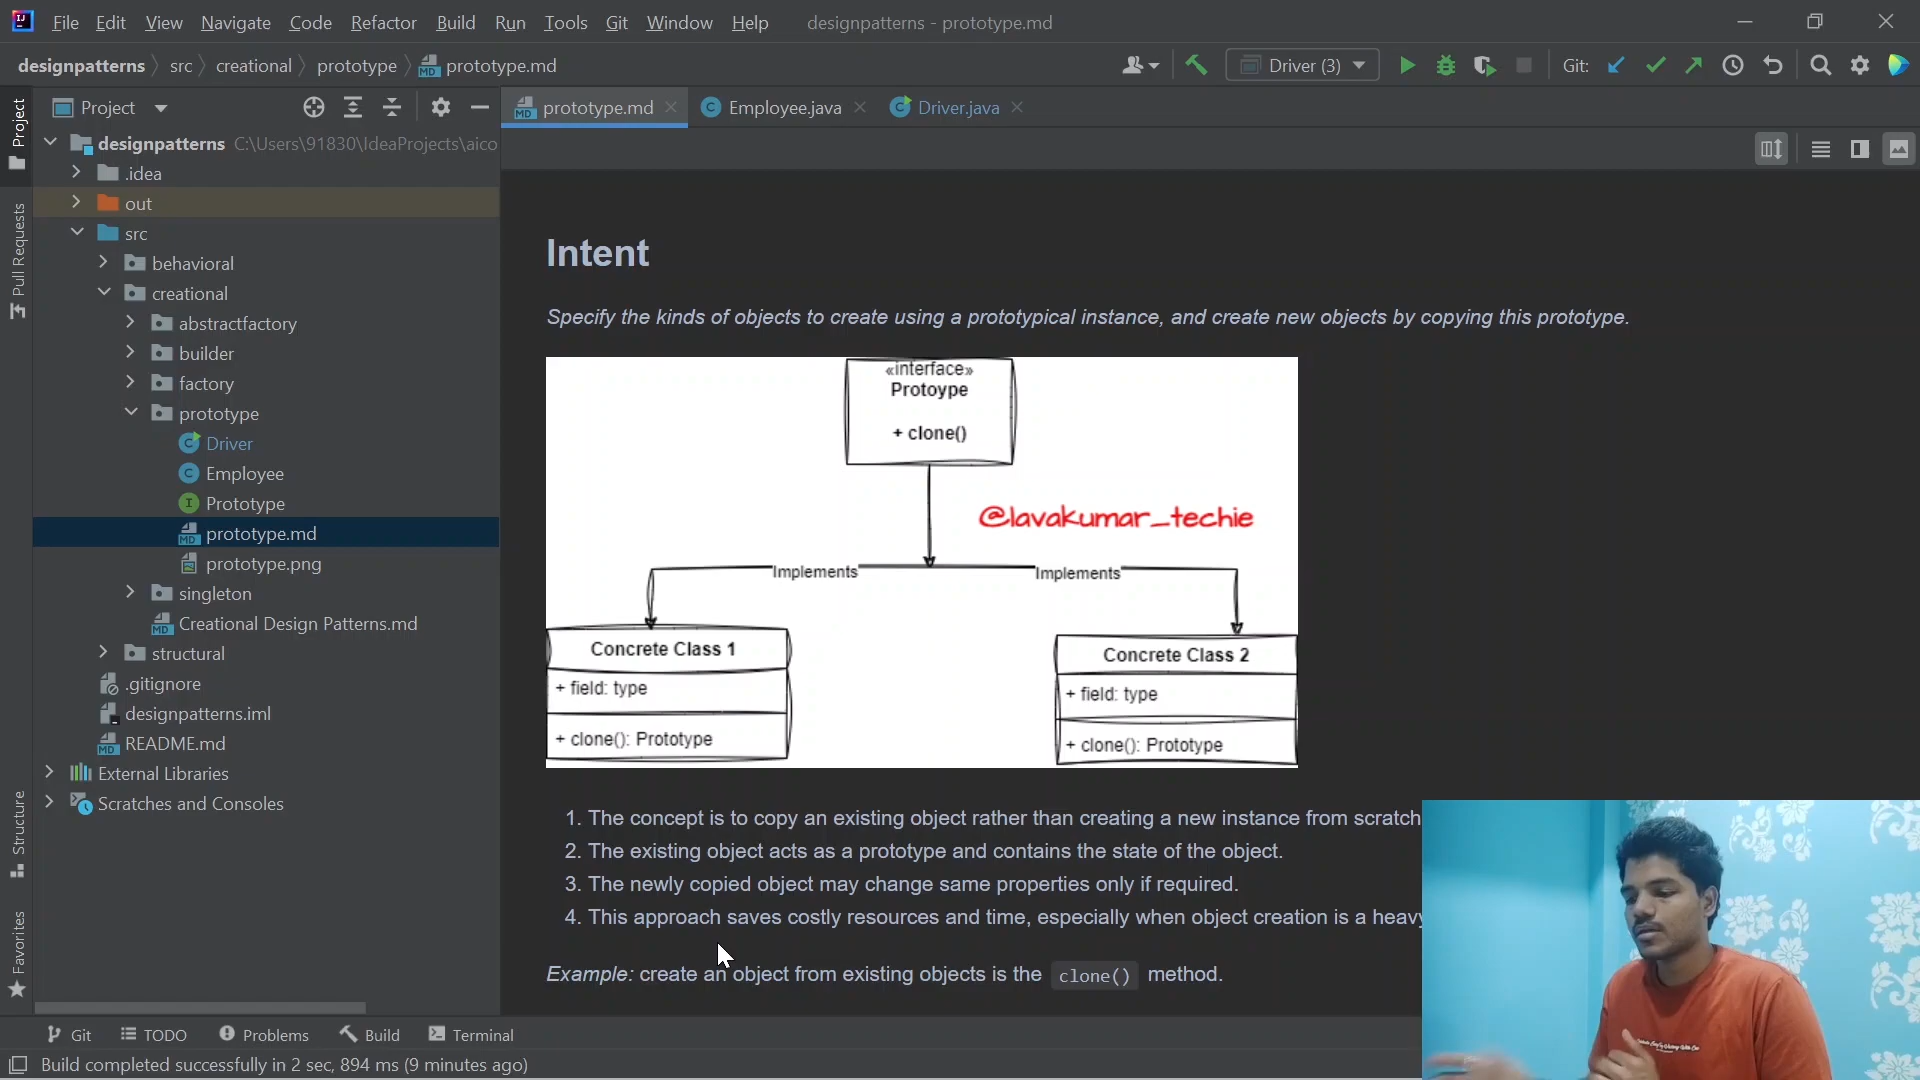 File Edit View Navigate Code Refactor Build Run Tools Git Window Help designpatterns - prototype.md
designpatterns src creational prototype prototype.md Driver (3) Git:
Project
prototype.md Employee.java Driver.java
Project
Pull Requests
Structure
Favorites
designpatterns C:\Users\91830\IdeaProjects\aico
.idea
out
src
behavioral
creational
abstractfactory
builder
factory
prototype
Driver
Employee
Prototype
prototype.md
prototype.png
singleton
Creational Design Patterns.md
structural
.gitignore
designpatterns.iml
README.md
External Libraries
Scratches and Consoles
Intent
Specify the kinds of objects to create using a prototypical instance, and create new objects by copying this prototype.
«interface»
Protoype
+ clone()
@lavakumar_techie
Implements Implements
Concrete Class 1
+ field: type
+ clone(): Prototype
Concrete Class 2
+ field: type
+ clone(): Prototype
1. The concept is to copy an existing object rather than creating a new instance from scratch
2. The existing object acts as a prototype and contains the state of the object.
3. The newly copied object may change same properties only if required.
4. This approach saves costly resources and time, especially when object creation is a heavy
Example: create an object from existing objects is the clone() method.
Git TODO Problems Build Terminal
Build completed successfully in 2 sec, 894 ms (9 minutes ago)